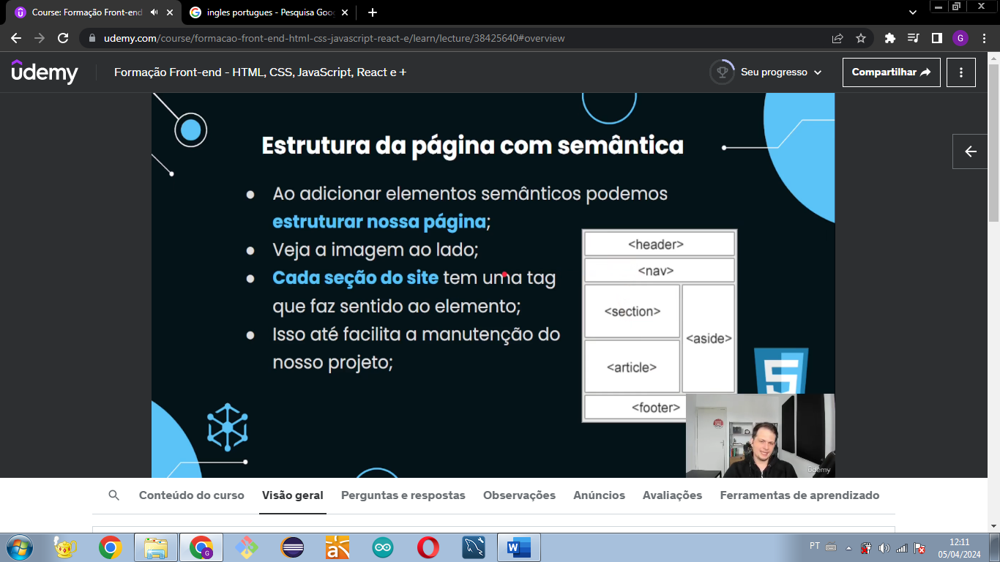 Course: Formação Front-end
ingles portugues - Pesquisa Goo
udemy.com/course/formacao-front-end-html-css-javascript-react-e/learn/lecture/38425640#overview
G
ûdemy
Formação Front-end - HTML, CSS, JavaScript, React e +
Seu progresso
Compartilhar
Estrutura da página com semântica
● Ao adicionar elementos semânticos podemos
estruturar nossa página;
● Veja a imagem ao lado;
● Cada seção do site tem uma tag
que faz sentido ao elemento;
● Isso até facilita a manutenção do
nosso projeto;
<header>
<nav>
<section>
<aside>
<article>
<footer>
5
ûdemy
Conteúdo do curso
Visão geral
Perguntas e respostas
Observações
Anúncios
Avaliações
Ferramentas de aprendizado
G
W
PT
12:11
05/04/2024